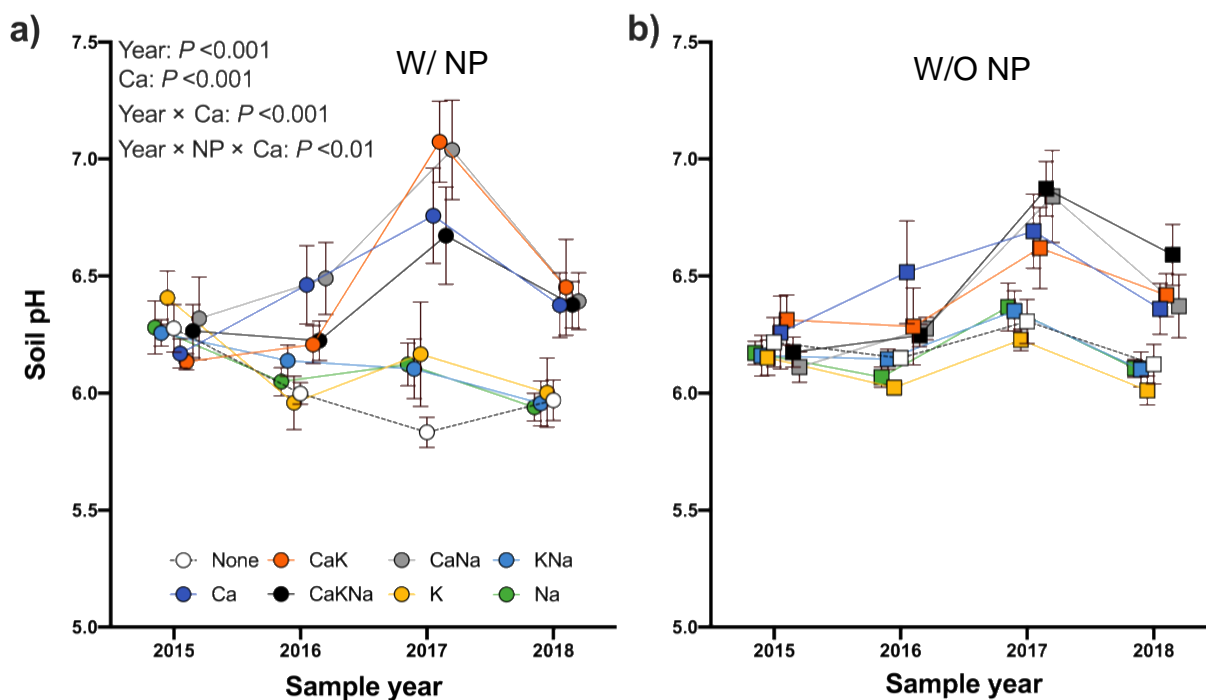 a)
Year: P <0.001
Ca: P <0.001
Year × Ca: P <0.001
Year × NP × Ca: P <0.01
W/ NP
7.5
7.0
6.5
6.0
5.5
5.0
Soil pH
None CaK CaNa KNa
Ca CaKNa K Na
2015 2016 2017 2018
Sample year
b)
W/O NP
7.5
7.0
6.5
6.0
5.5
5.0
2015 2016 2017 2018
Sample year